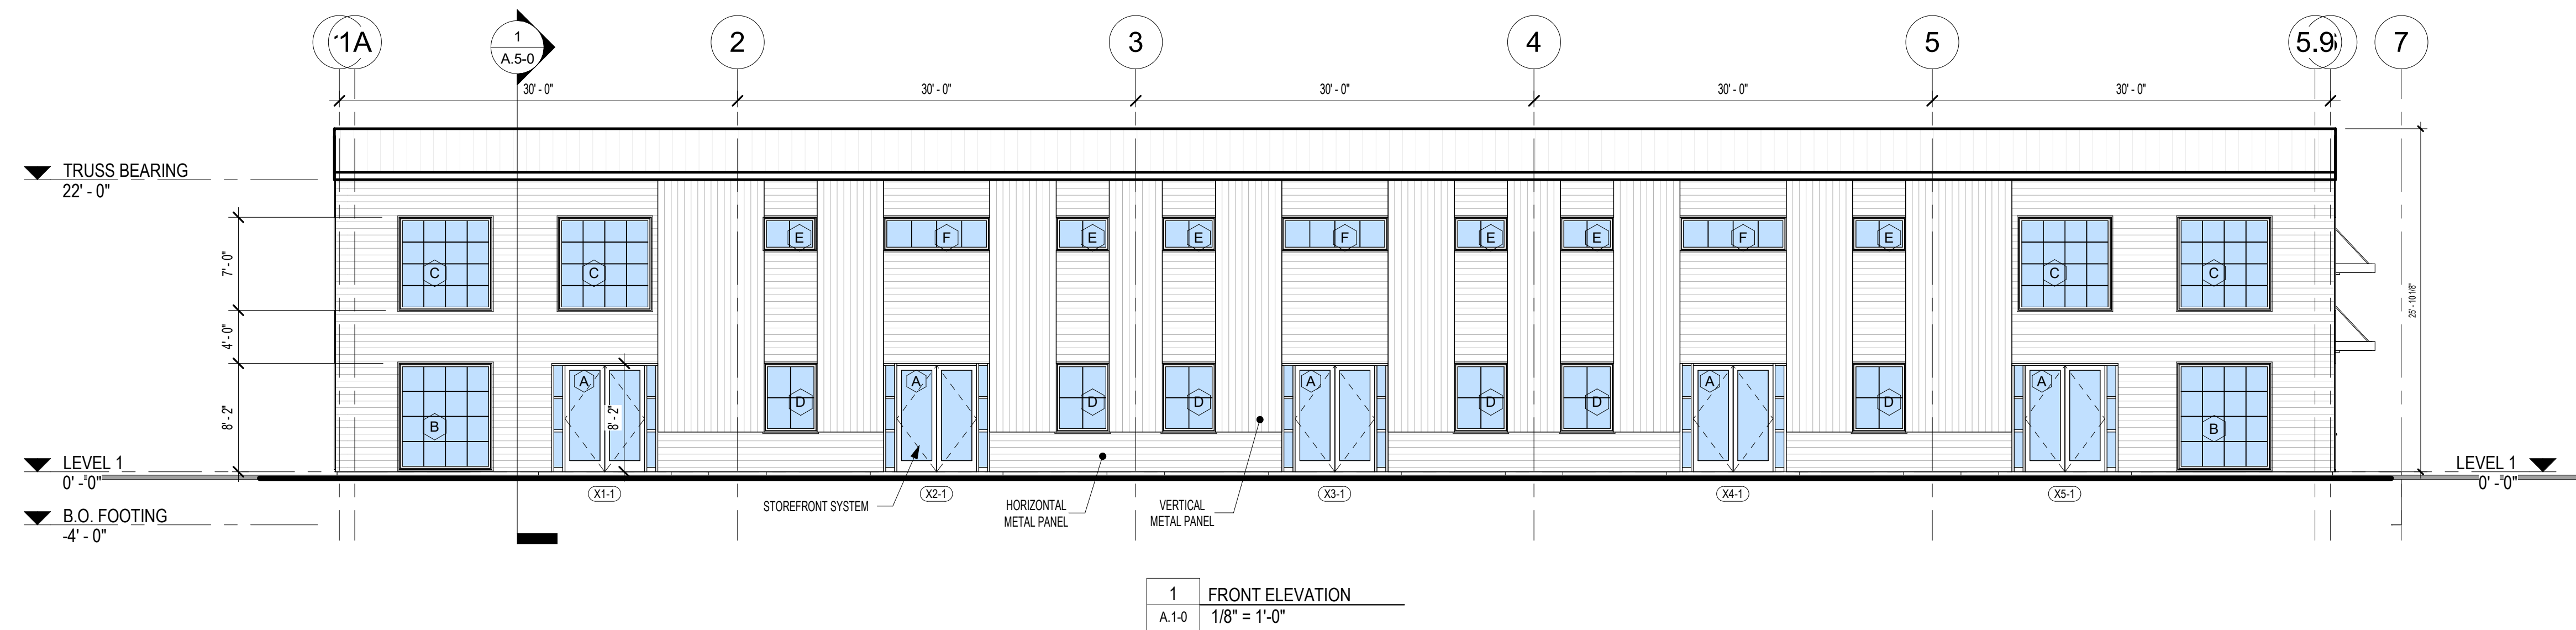 1A
1
A.5-0
2
3
4
5
5.9
7
30' - 0"
30' - 0"
30' - 0"
30' - 0"
30' - 0"
TRUSS BEARING
22' - 0"
7' - 0"
4' - 0"
8' - 2"
25' - 10 1/8"
E
F
E
E
F
E
E
F
E
C
C
C
C
A
A
A
A
A
8' - 2"
D
D
D
D
D
D
B
B
LEVEL 1
0' - 0"
LEVEL 1
0' - 0"
X1-1
X2-1
X3-1
X4-1
X5-1
STOREFRONT SYSTEM
HORIZONTAL
METAL PANEL
VERTICAL
METAL PANEL
B.O. FOOTING
-4' - 0"
1
FRONT ELEVATION
A.1-0
1/8" = 1'-0"